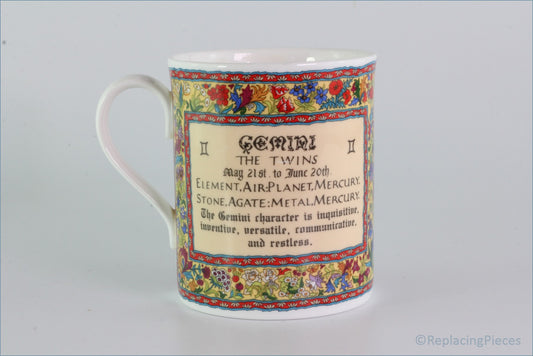 GEMINI
♊ THE TWINS ♊
May 21st. to June 20th.
ELEMENT, AIR:PLANET, MERCURY.
STONE, AGATE:METAL, MERCURY.
The Gemini character is inquisitive,
inventive, versatile, communicative,
and restless.
©ReplacingPieces